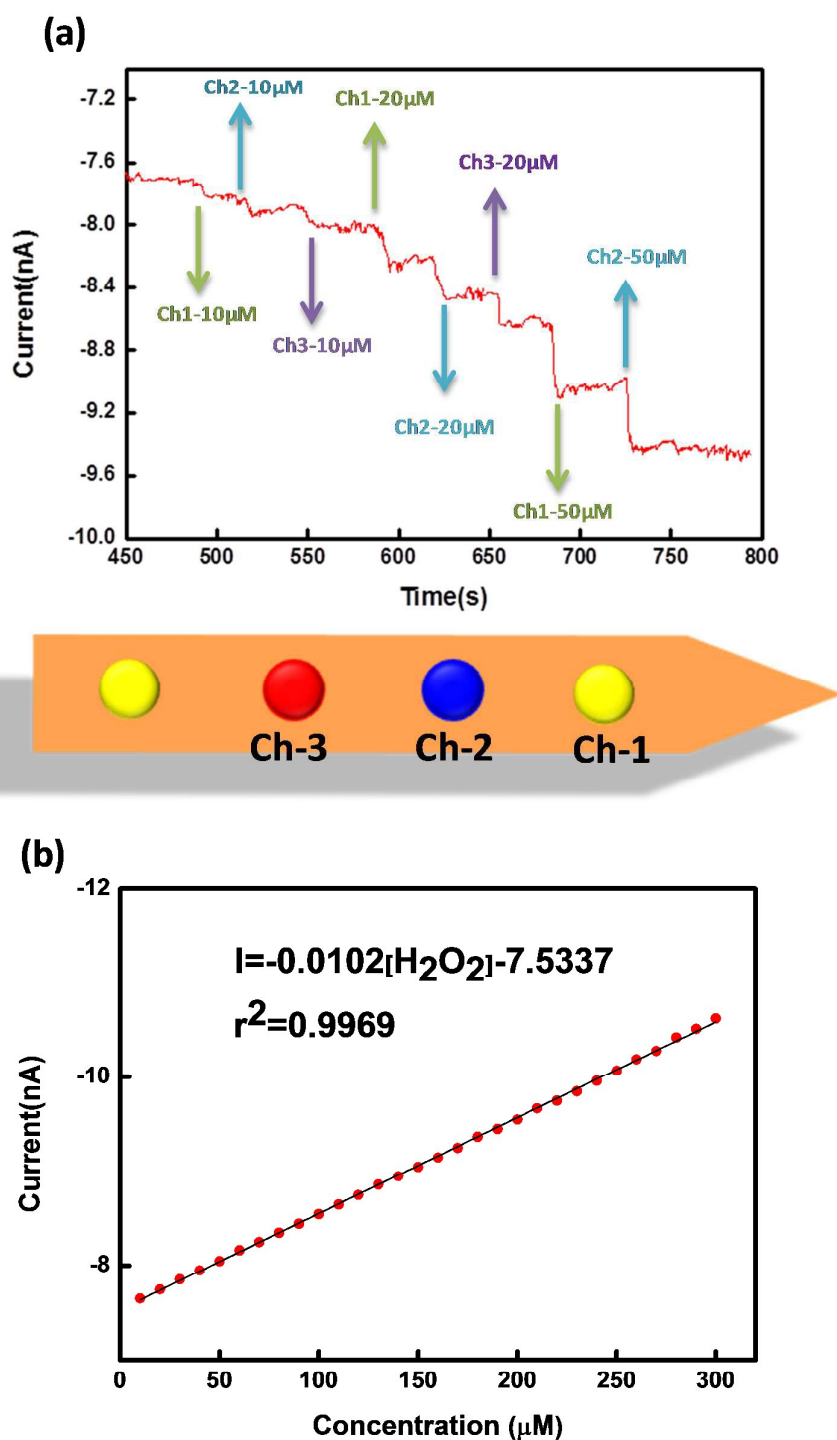 (a)
Ch2-10μM
Ch1-20μM
Ch3-20μM
Ch2-50μM
Ch1-10μM
Ch3-10μM
Ch2-20μM
Ch1-50μM
Current(nA)
-7.2
-7.6
-8.0
-8.4
-8.8
-9.2
-9.6
-10.0
450 500 550 600 650 700 750 800
Time(s)
Ch-3 Ch-2 Ch-1
(b)
-12
-10
-8
Current(nA)
I=-0.0102[H₂O₂]-7.5337
r²=0.9969
0 50 100 150 200 250 300
Concentration (μM)